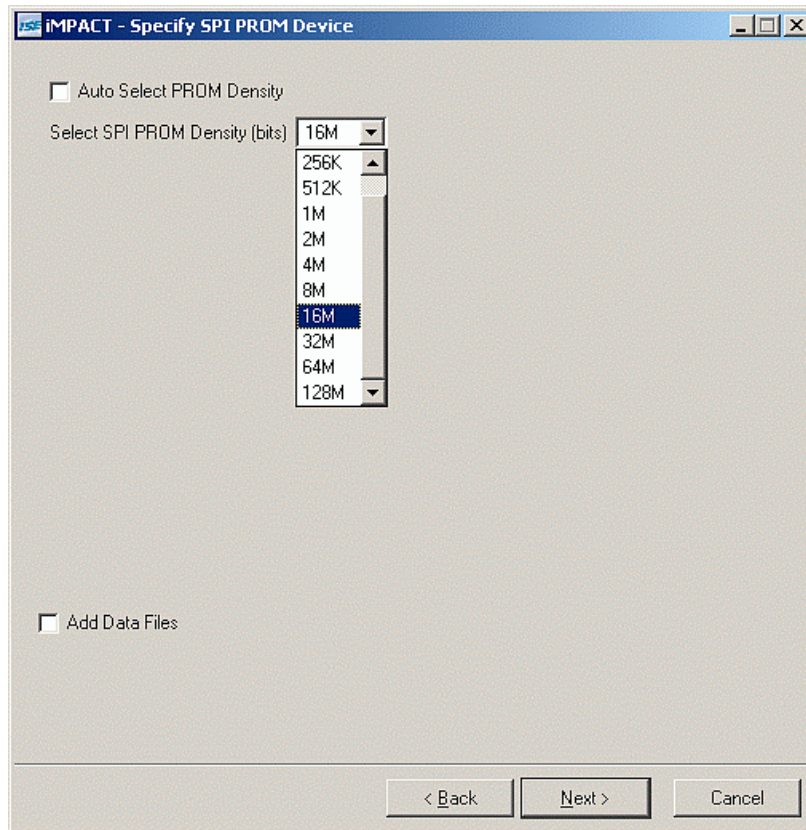 ISE iMPACT - Specify SPI PROM Device
Auto Select PROM Density
Select SPI PROM Density (bits) 16M
256K
512K
1M
2M
4M
8M
16M
32M
64M
128M
Add Data Files
< Back Next > Cancel